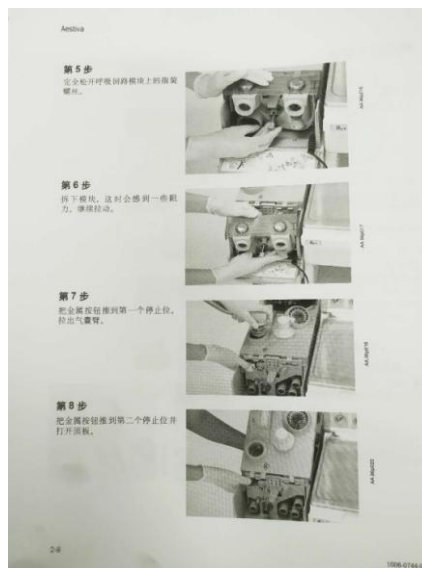 Aestiva
第 5 步
完全松开呼吸回路模块上的指旋
螺丝。
第 6 步
拆下模块。这时会感到一些阻
力，继续拉动。
第 7 步
把金属按钮推到第一个停止位，
拉出气囊臂。
第 8 步
把金属按钮推到第二个停止位并
打开顶板。
2-6